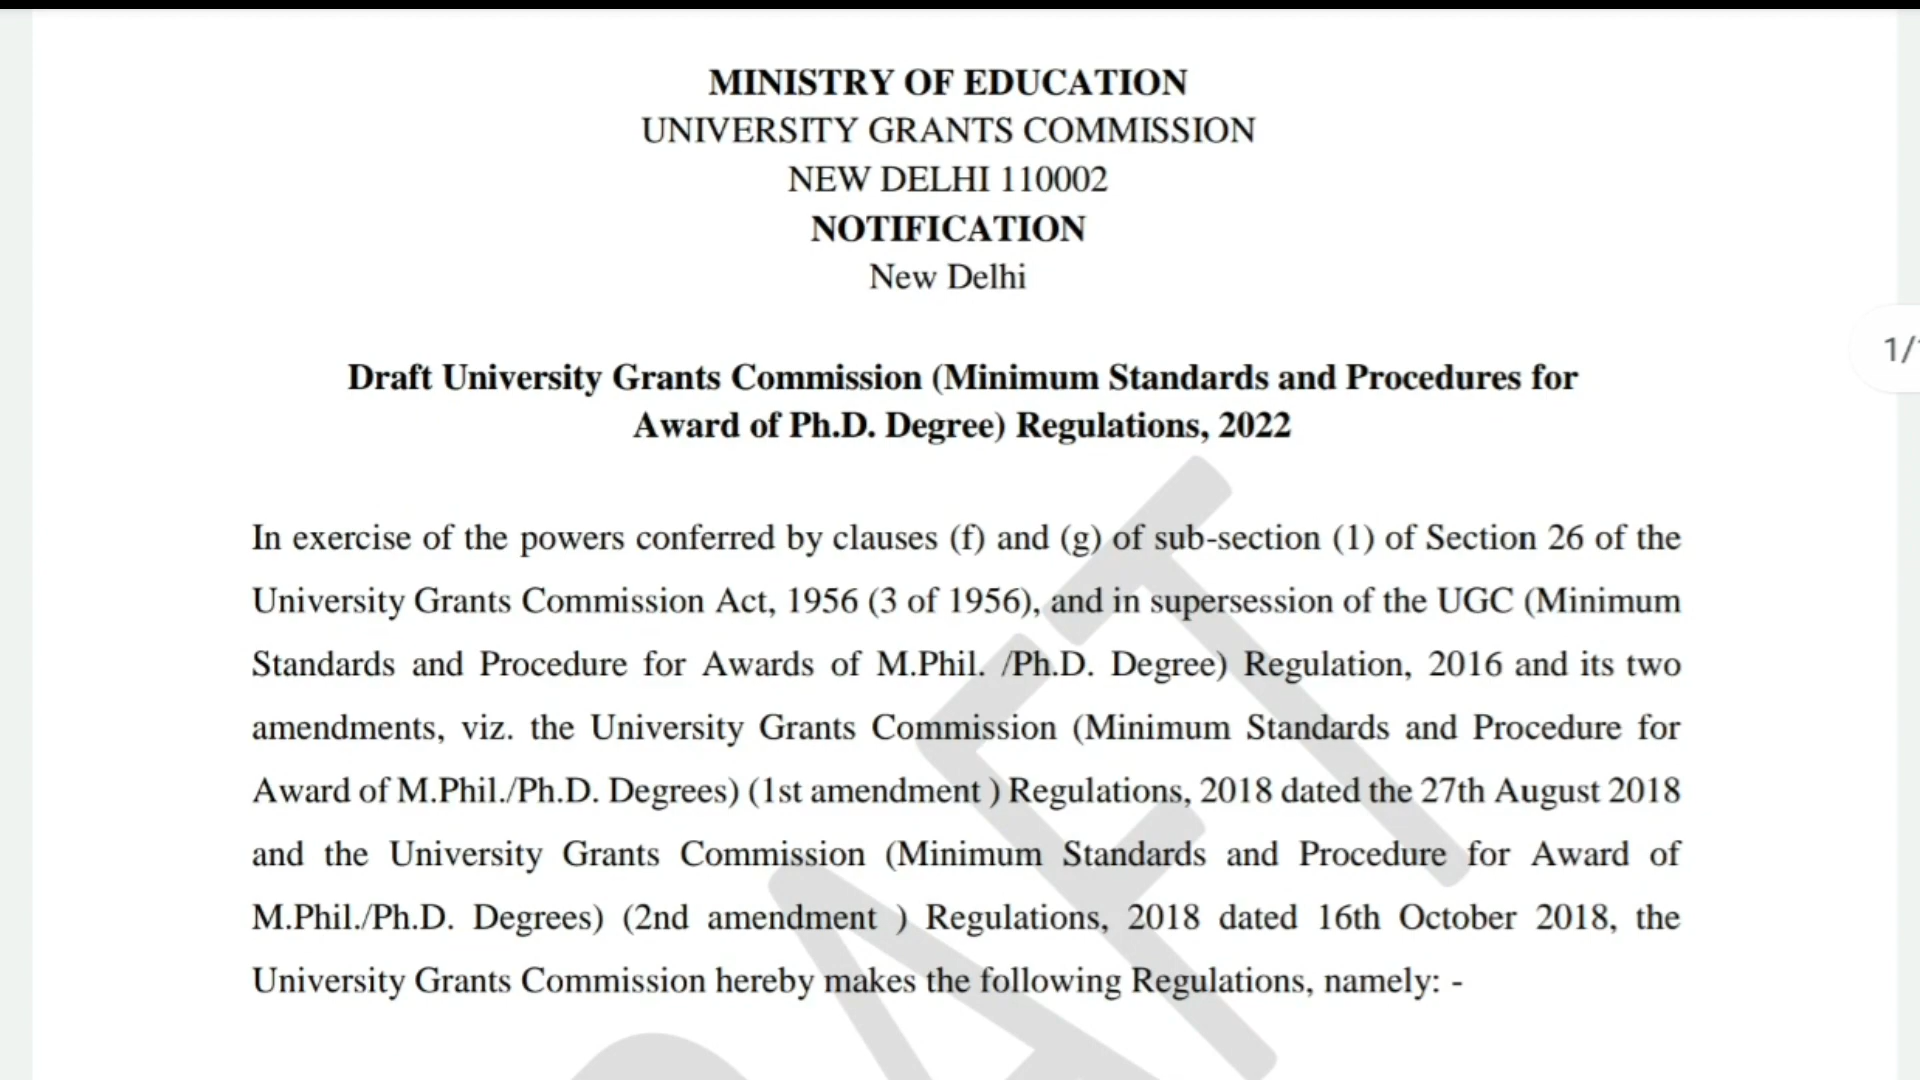 MINISTRY OF EDUCATION
UNIVERSITY GRANTS COMMISSION
NEW DELHI 110002
NOTIFICATION
New Delhi
1/
Draft University Grants Commission (Minimum Standards and Procedures for
Award of Ph.D. Degree) Regulations, 2022
In exercise of the powers conferred by clauses (f) and (g) of sub-section (1) of Section 26 of the
University Grants Commission Act, 1956 (3 of 1956), and in supersession of the UGC (Minimum
Standards and Procedure for Awards of M.Phil. /Ph.D. Degree) Regulation, 2016 and its two
amendments, viz. the University Grants Commission (Minimum Standards and Procedure for
Award of M.Phil./Ph.D. Degrees) (1st amendment ) Regulations, 2018 dated the 27th August 2018
and the University Grants Commission (Minimum Standards and Procedure for Award of
M.Phil./Ph.D. Degrees) (2nd amendment ) Regulations, 2018 dated 16th October 2018, the
University Grants Commission hereby makes the following Regulations, namely: -